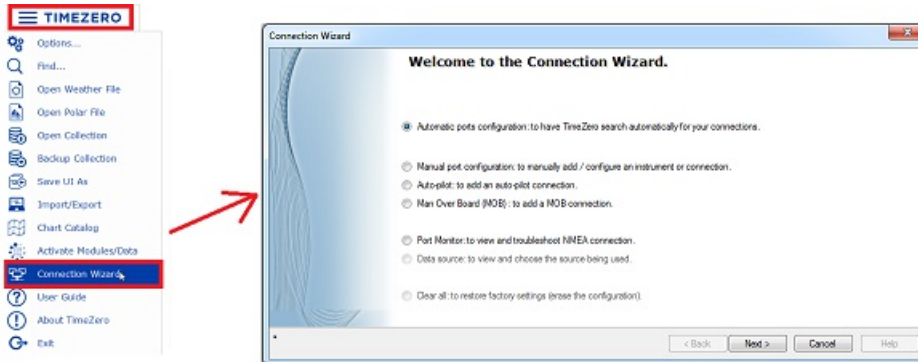 TIMEZERO
Options...
Find...
Open Weather File
Open Polar File
Open Collection
Backup Collection
Save UI As
Import/Export
Chart Catalog
Activate Modules/Data
Connection Wizard
User Guide
About TimeZero
Exit
Connection Wizard
Welcome to the Connection Wizard.
Automatic ports configuration: to have TimeZero search automatically for your connections.
Manual port configuration: to manually add / configure an instrument or connection.
Auto-pilot: to add an auto-pilot connection.
Man Over Board (MOB) : to add a MOB connection.
Port Monitor: to view and troubleshoot NMEA connection.
Data source: to view and choose the source being used.
Clear all: to restore factory settings (erase the configuration).
< Back Next > Cancel Help